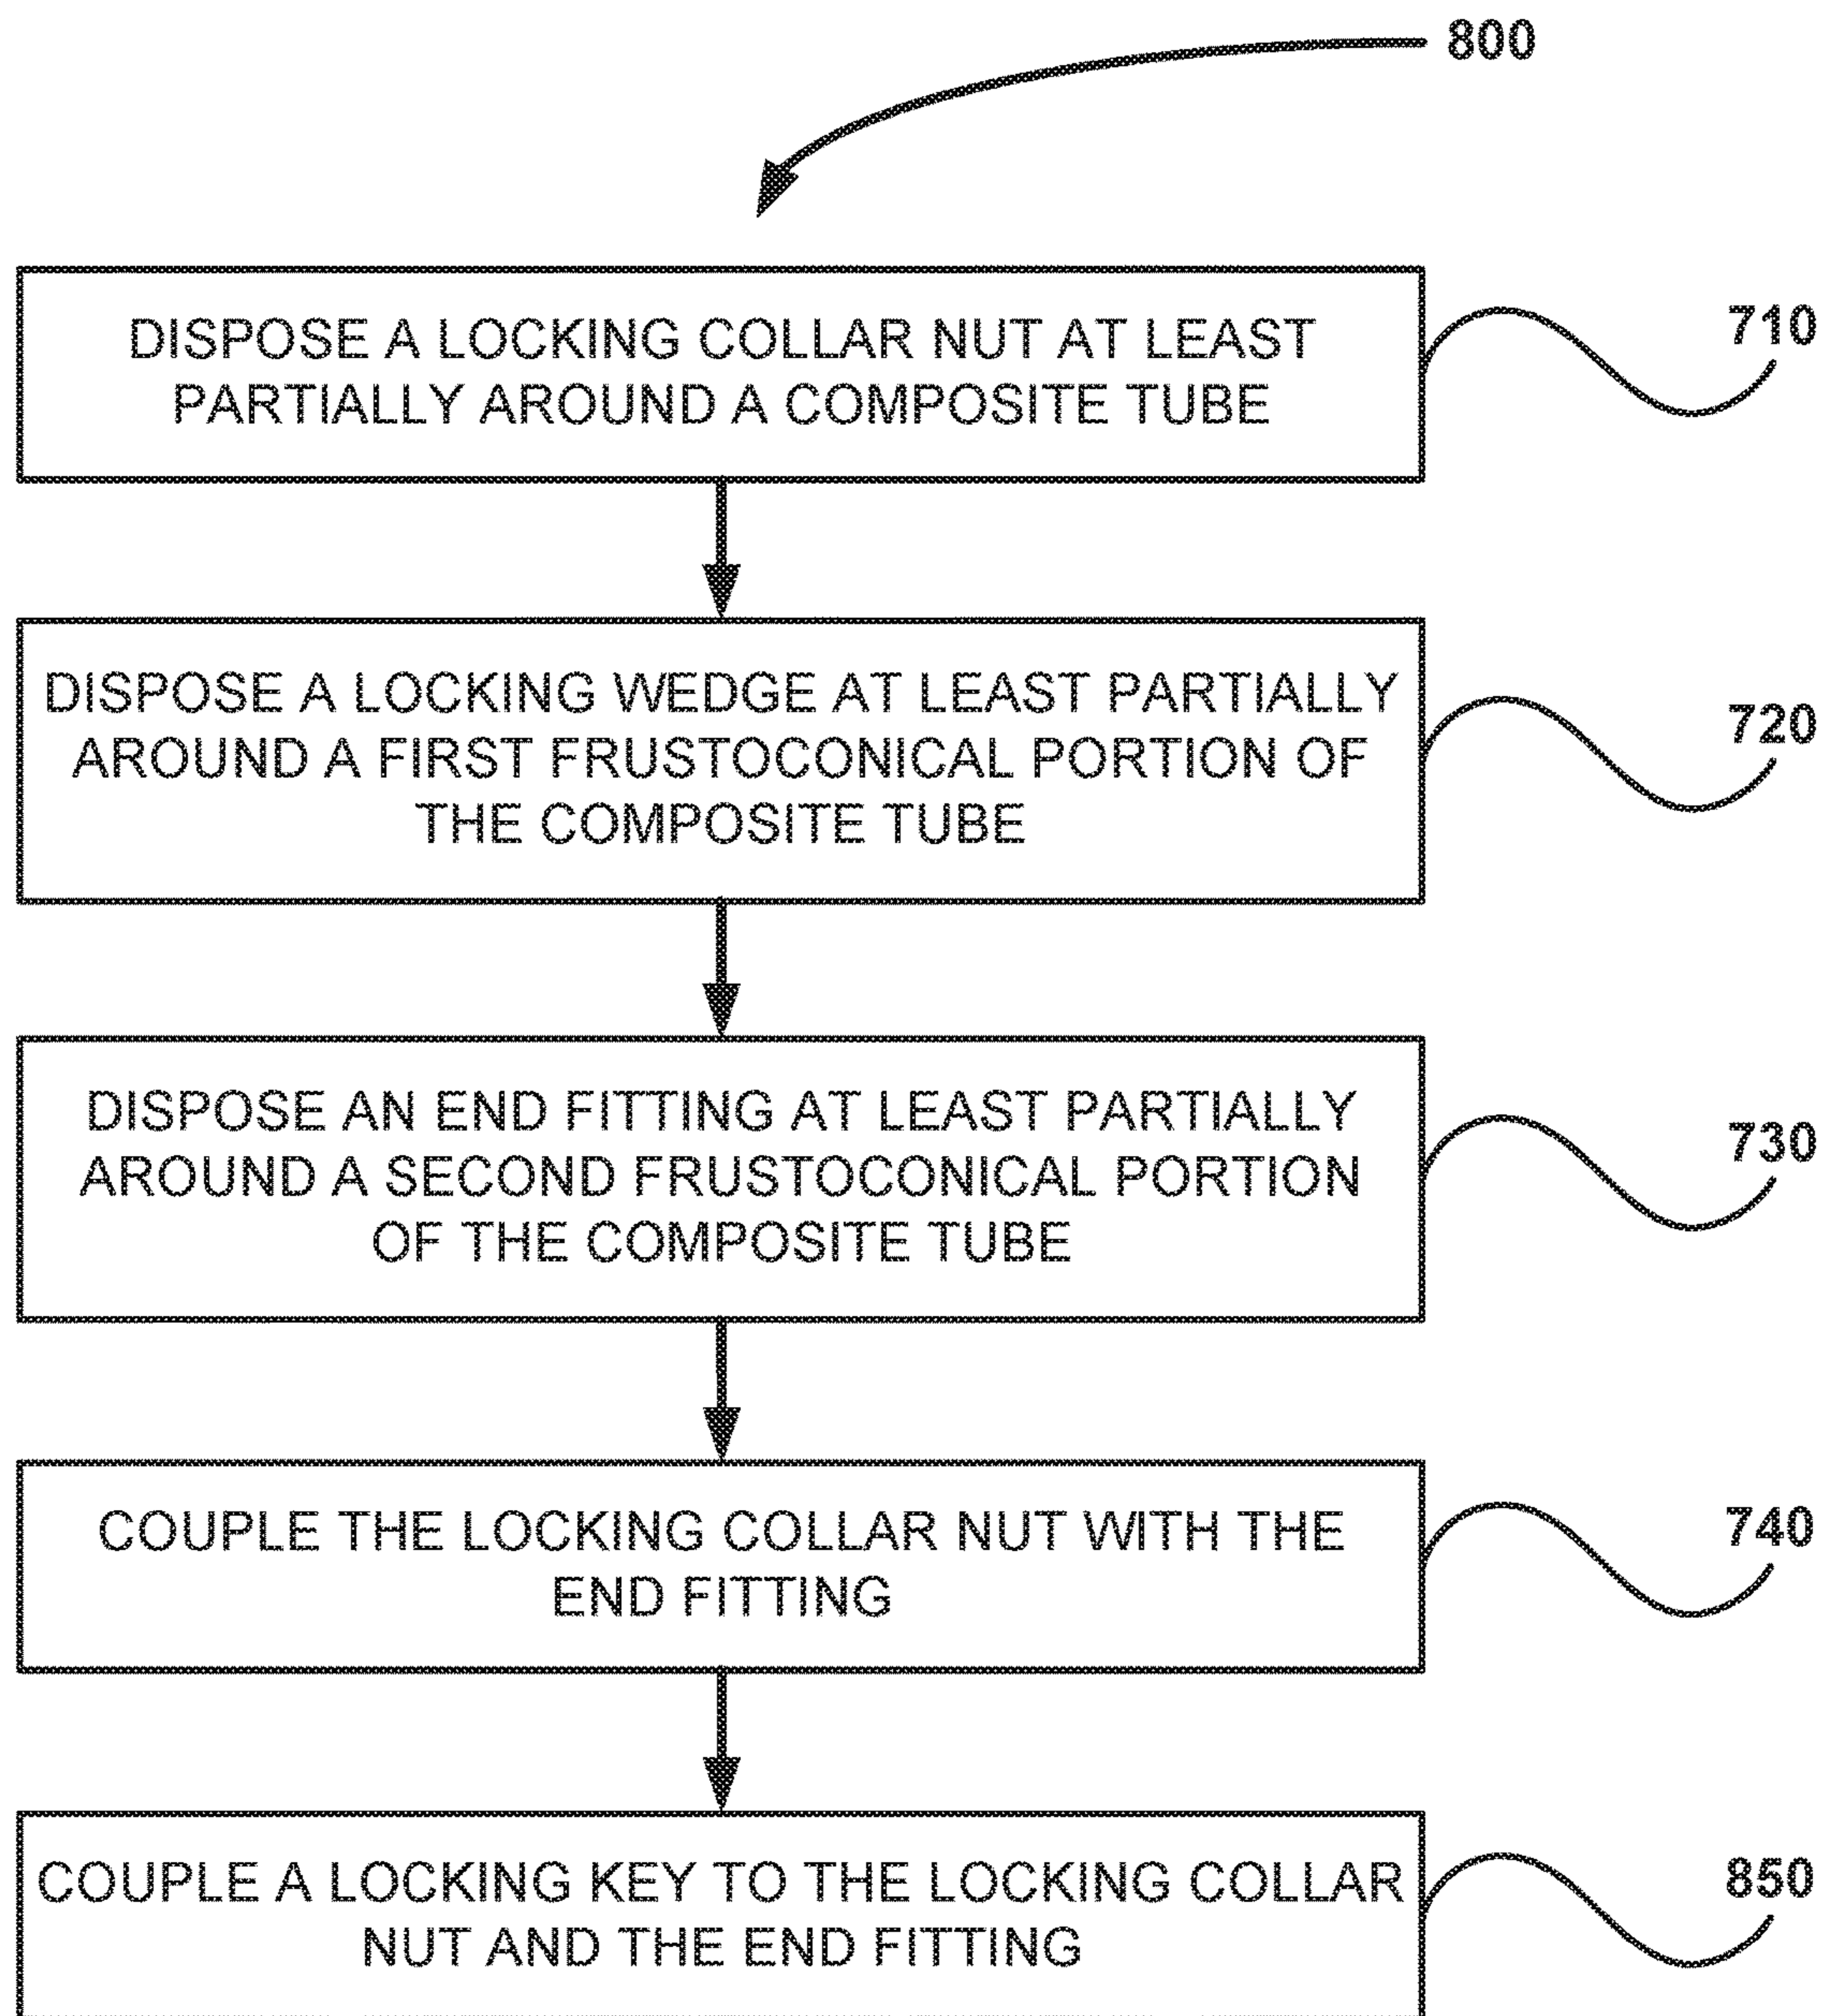 800
DISPOSE A LOCKING COLLAR NUT AT LEAST
PARTIALLY AROUND A COMPOSITE TUBE
710
DISPOSE A LOCKING WEDGE AT LEAST PARTIALLY
AROUND A FIRST FRUSTOCONICAL PORTION OF
THE COMPOSITE TUBE
720
DISPOSE AN END FITTING AT LEAST PARTIALLY
AROUND A SECOND FRUSTOCONICAL PORTION
OF THE COMPOSITE TUBE
730
COUPLE THE LOCKING COLLAR NUT WITH THE
END FITTING
740
COUPLE A LOCKING KEY TO THE LOCKING COLLAR
NUT AND THE END FITTING
850